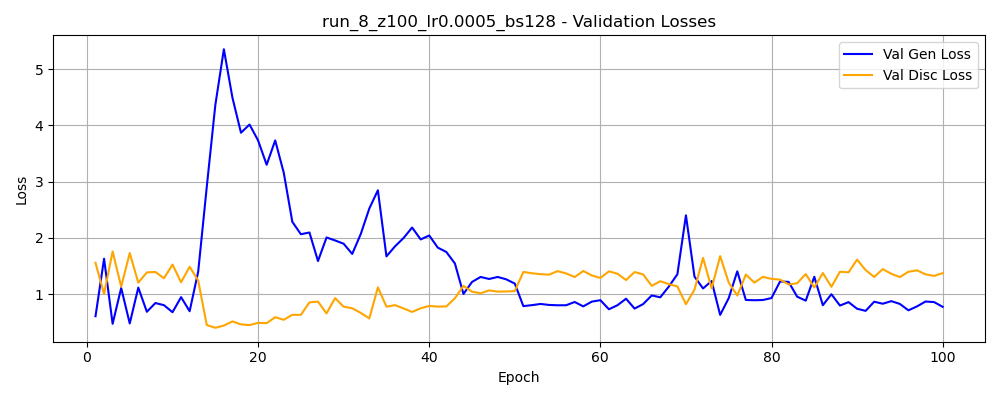 run_8_z100_lr0.0005_bs128 - Validation Losses
Val Gen Loss
Val Disc Loss
Loss
5
4
3
2
1
0
20
40
60
80
100
Epoch